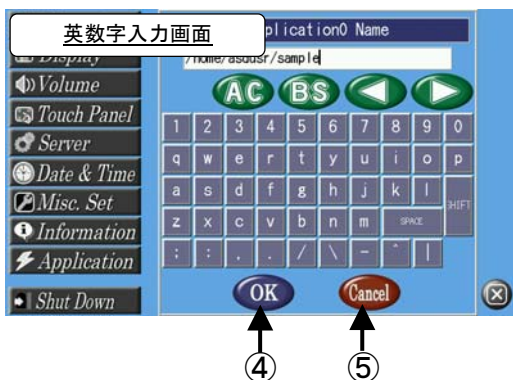 英数字入力画面
plication0 Name
Display
/home/asdusr/sample
Volume
AC BS
Touch Panel
1 2 3 4 5 6 7 8 9 0
Server
q w e r t y u i o p
Date & Time
a s d f g h j k l SHIFT
Misc. Set
z x c v b n m SPACE
Information
; : , . / \ - ^ |
Application
OK Cancel
Shut Down
④ ⑤